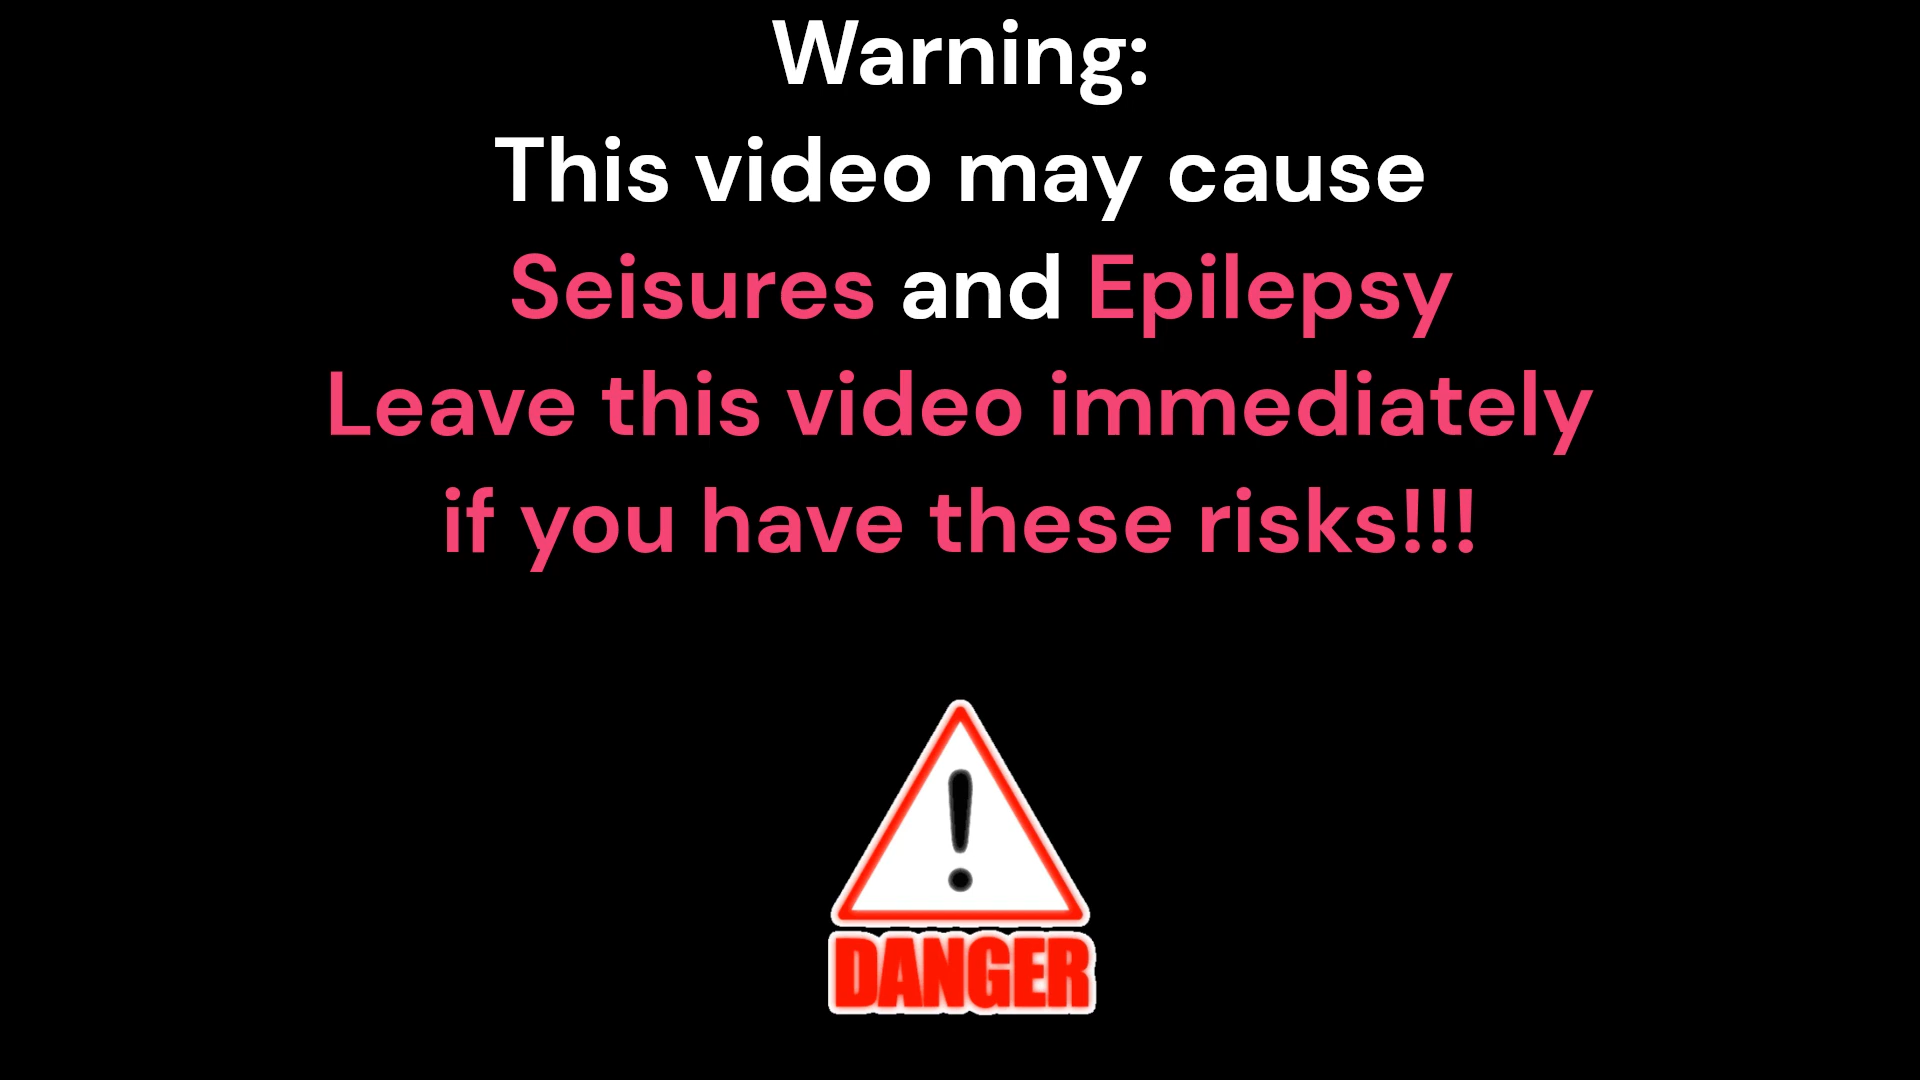 Warning:
This video may cause
Seisures and Epilepsy
Leave this video immediately
if you have these risks!!!
!
DANGER